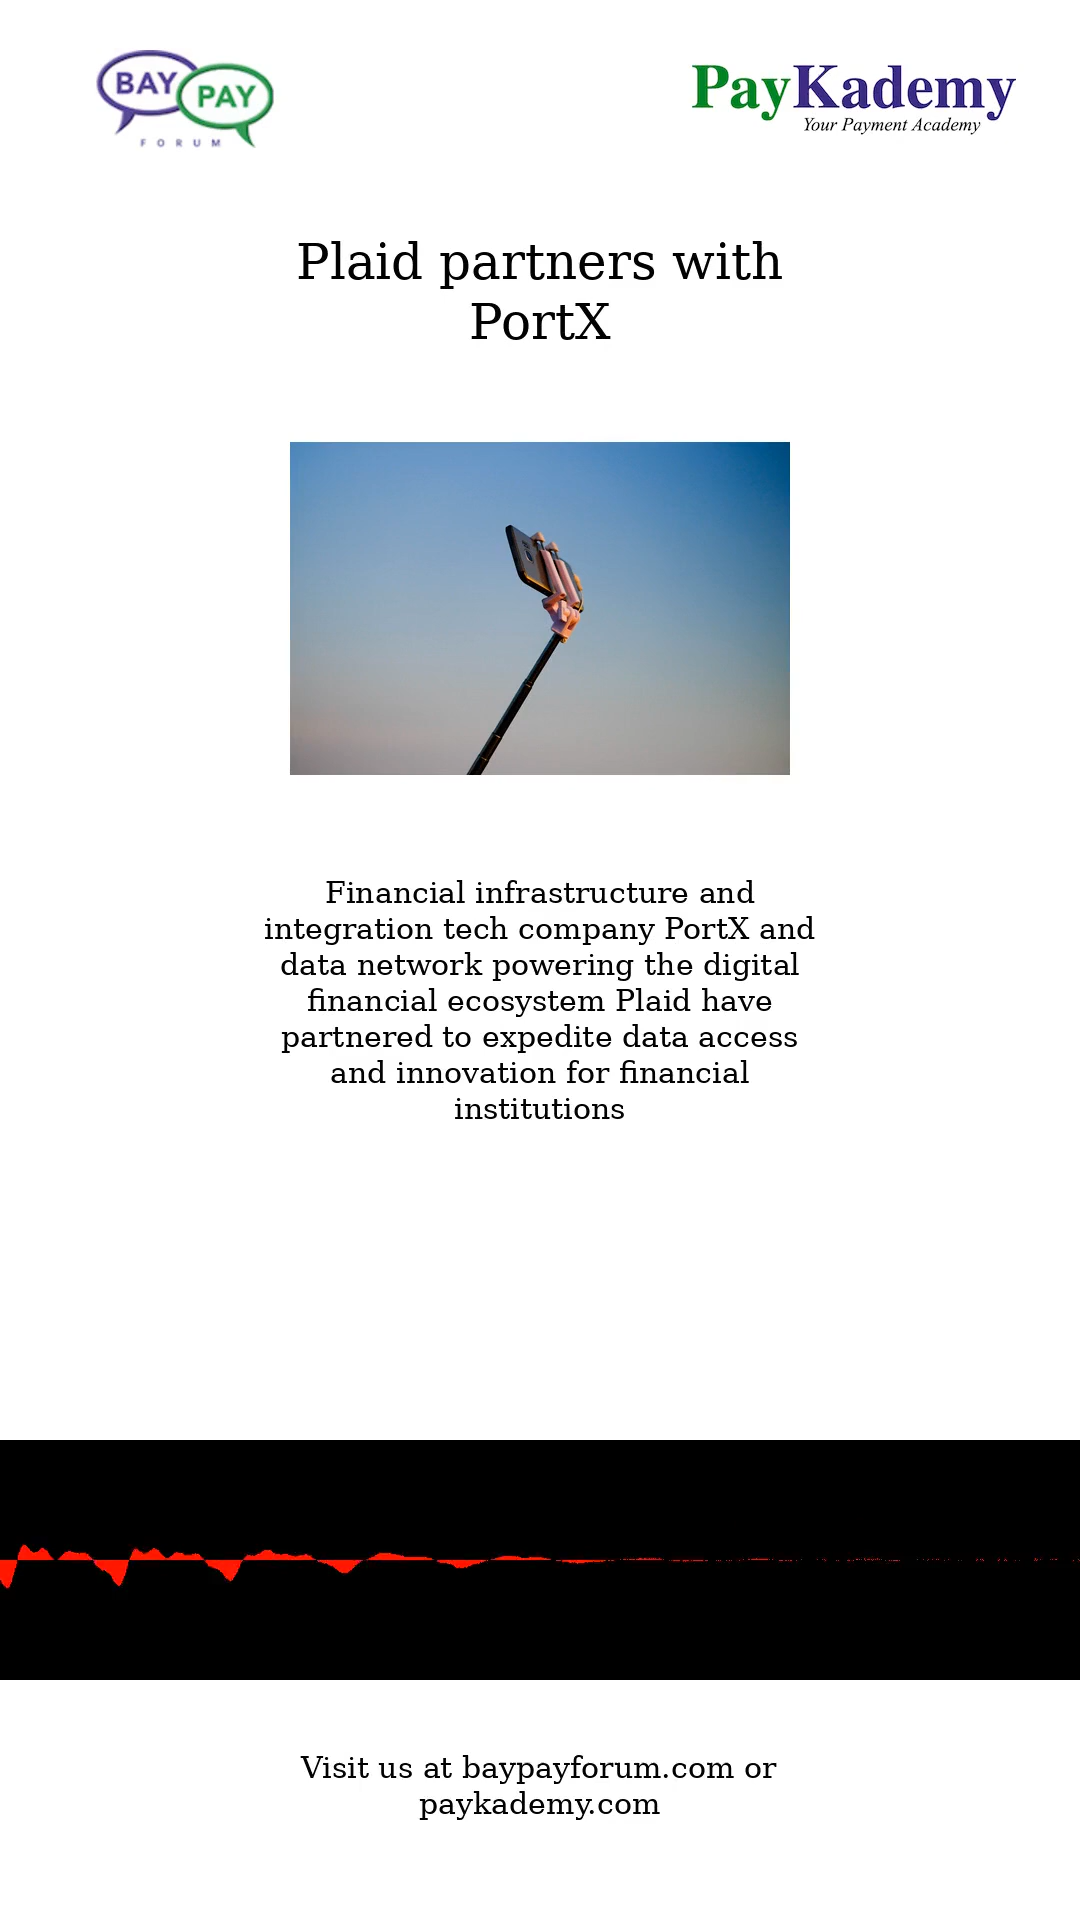 BAY PAY
FORUM
PayKademy
Your Payment Academy
Plaid partners with
PortX
Financial infrastructure and
integration tech company PortX and
data network powering the digital
financial ecosystem Plaid have
partnered to expedite data access
and innovation for financial
institutions
Visit us at baypayforum.com or
paykademy.com